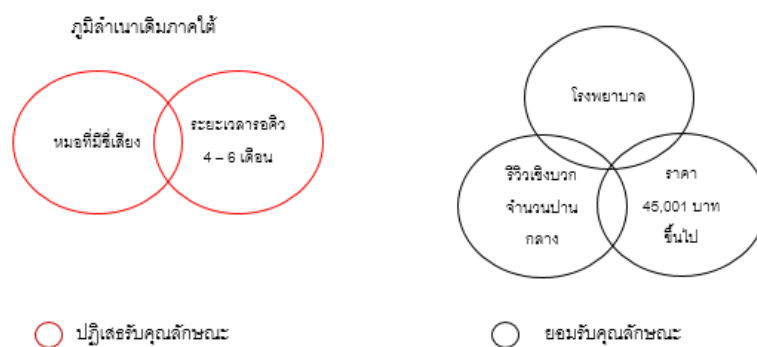 ภูมิลำเนาเดิมภาคใต้
หมอที่มีชื่อเสียง
ระยะเวลารอคิว
4 – 6 เดือน
โรงพยาบาล
รีวิวเชิงบวก
จำนวนปาน
กลาง
ราคา
45,001 บาท
ขึ้นไป
ปฏิเสธรับคุณลักษณะ
ยอมรับคุณลักษณะ